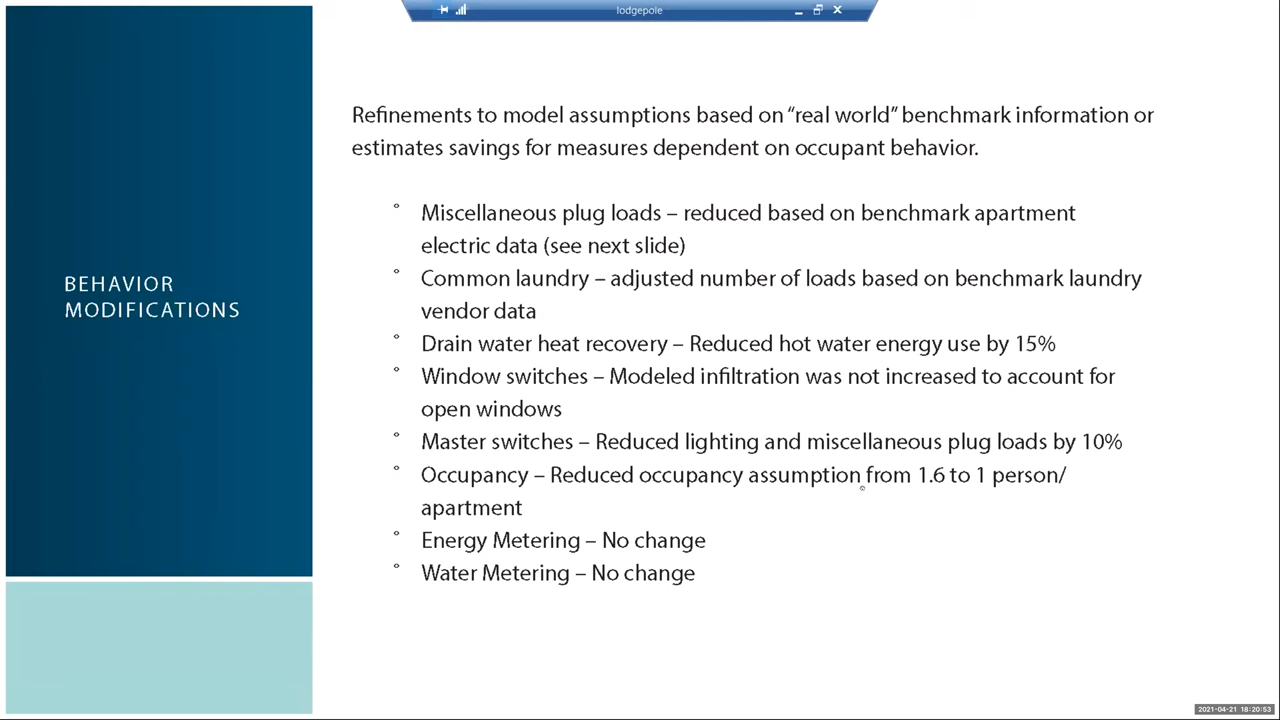 lodgepole
BEHAVIOR
MODIFICATIONS
Refinements to model assumptions based on “real world” benchmark information or
estimates savings for measures dependent on occupant behavior.
° Miscellaneous plug loads – reduced based on benchmark apartment
electric data (see next slide)
° Common laundry – adjusted number of loads based on benchmark laundry
vendor data
° Drain water heat recovery – Reduced hot water energy use by 15%
° Window switches – Modeled infiltration was not increased to account for
open windows
° Master switches – Reduced lighting and miscellaneous plug loads by 10%
° Occupancy – Reduced occupancy assumption from 1.6 to 1 person/
apartment
° Energy Metering – No change
° Water Metering – No change
2021-04-21 18:20:53